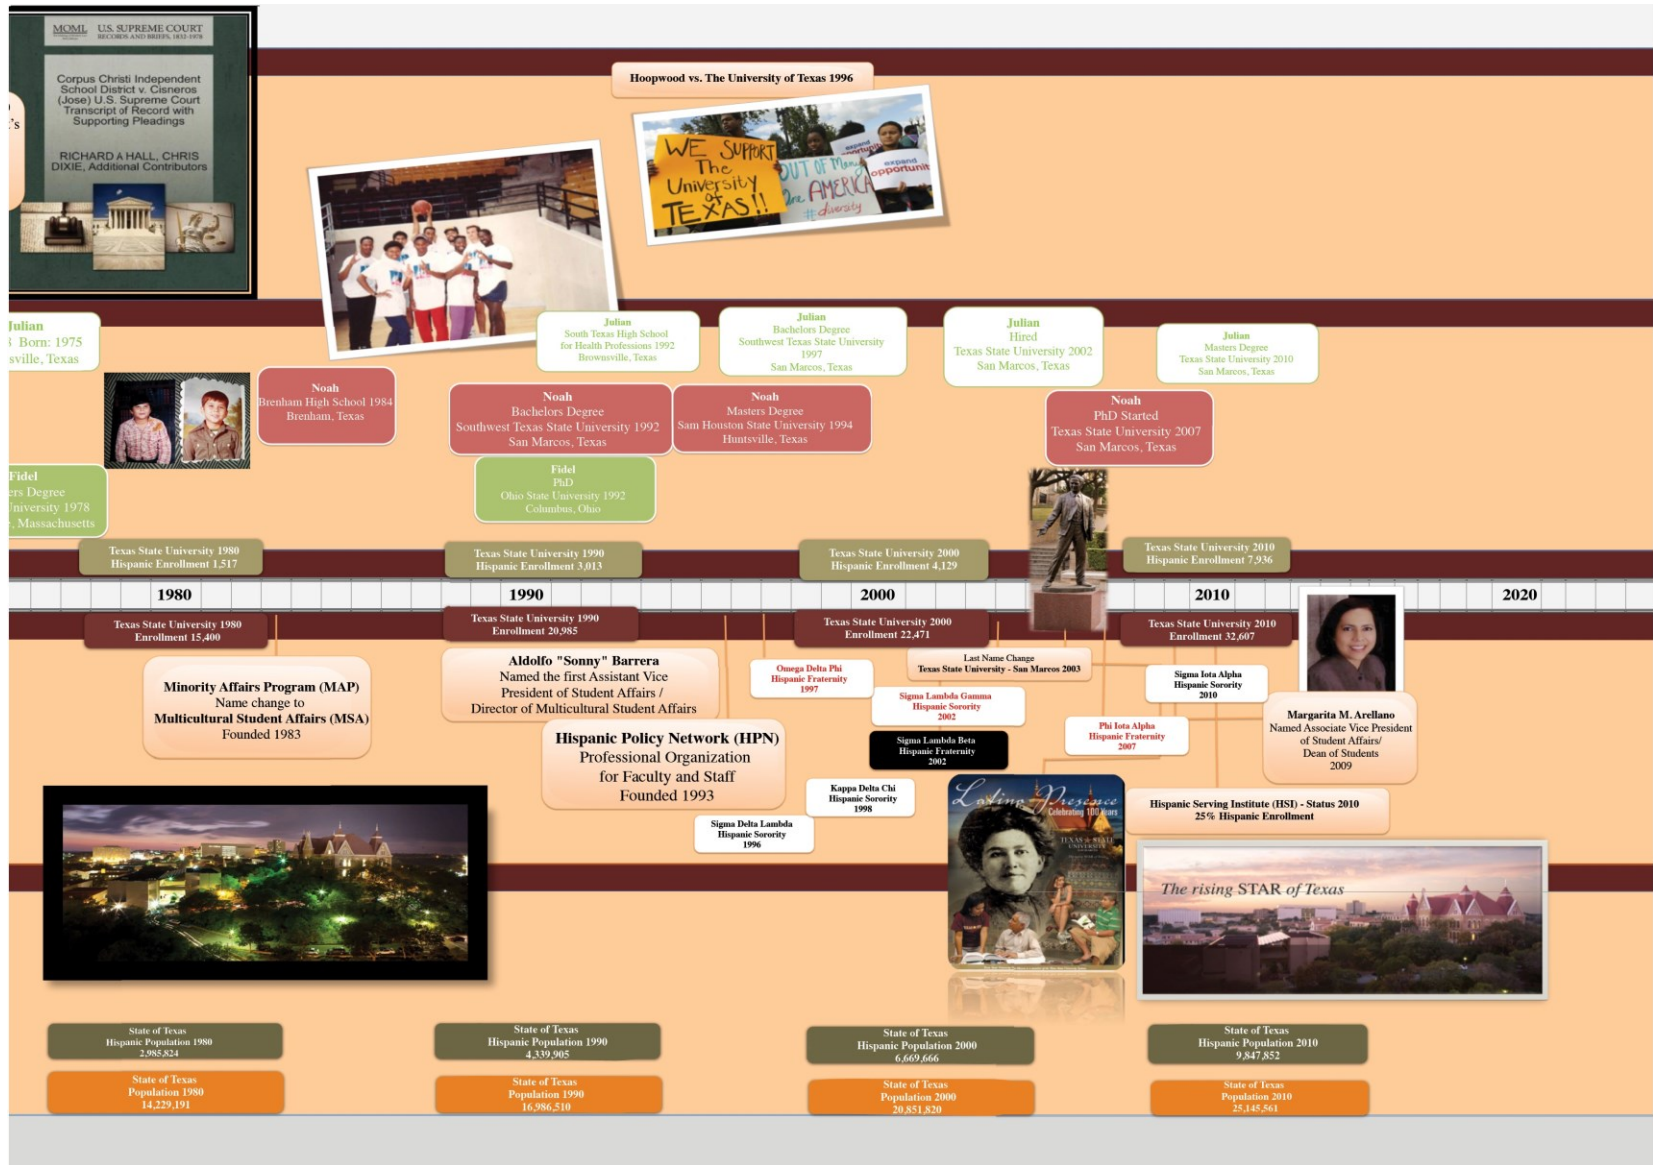 MOML U.S. SUPREME COURT
RECORDS AND BRIEFS, 1832-1978
Corpus Christi Independent
School District v. Cisneros
(Jose) U.S. Supreme Court
Transcript of Record with
Supporting Pleadings
RICHARD A HALL, CHRIS
DIXIE, Additional Contributors
's
Hoopwood vs. The University of Texas 1996
WE SUPPORT
The
University
of
TEXAS!!
OUT OF Many
One AMERICA
#diversity
expand
opportunit
expand
opportunit
Julian
8 Born: 1975
sville, Texas
Julian
South Texas High School
for Health Professions 1992
Brownsville, Texas
Julian
Bachelors Degree
Southwest Texas State University
1997
San Marcos, Texas
Julian
Hired
Texas State University 2002
San Marcos, Texas
Julian
Masters Degree
Texas State University 2010
San Marcos, Texas
Noah
Brenham High School 1984
Brenham, Texas
Noah
Bachelors Degree
Southwest Texas State University 1992
San Marcos, Texas
Noah
Masters Degree
Sam Houston State University 1994
Huntsville, Texas
Noah
PhD Started
Texas State University 2007
San Marcos, Texas
Fidel
ers Degree
University 1978
e, Massachusetts
Fidel
PhD
Ohio State University 1992
Columbus, Ohio
Texas State University 1980
Hispanic Enrollment 1,517
Texas State University 1990
Hispanic Enrollment 3,013
Texas State University 2000
Hispanic Enrollment 4,129
Texas State University 2010
Hispanic Enrollment 7,936
1980
1990
2000
2010
2020
Texas State University 1980
Enrollment 15,400
Texas State University 1990
Enrollment 20,985
Texas State University 2000
Enrollment 22,471
Texas State University 2010
Enrollment 32,607
Minority Affairs Program (MAP)
Name change to
Multicultural Student Affairs (MSA)
Founded 1983
Aldolfo "Sonny" Barrera
Named the first Assistant Vice
President of Student Affairs /
Director of Multicultural Student Affairs
Hispanic Policy Network (HPN)
Professional Organization
for Faculty and Staff
Founded 1993
Omega Delta Phi
Hispanic Fraternity
1997
Last Name Change
Texas State University - San Marcos 2003
Sigma Lambda Gamma
Hispanic Sorority
2002
Sigma Lambda Beta
Hispanic Fraternity
2002
Kappa Delta Chi
Hispanic Sorority
1998
Sigma Delta Lambda
Hispanic Sorority
1996
Sigma Iota Alpha
Hispanic Sorority
2010
Phi Iota Alpha
Hispanic Fraternity
2007
Margarita M. Arellano
Named Associate Vice President
of Student Affairs/
Dean of Students
2009
Hispanic Serving Institute (HSI) - Status 2010
25% Hispanic Enrollment
Latino Presence
Celebrating 100 Years
TEXAS STATE
UNIVERSITY
The rising STAR of Texas
State of Texas
Hispanic Population 1980
2,985,824
State of Texas
Hispanic Population 1990
4,339,905
State of Texas
Hispanic Population 2000
6,669,666
State of Texas
Hispanic Population 2010
9,847,852
State of Texas
Population 1980
14,229,191
State of Texas
Population 1990
16,986,510
State of Texas
Population 2000
20,851,820
State of Texas
Population 2010
25,145,561